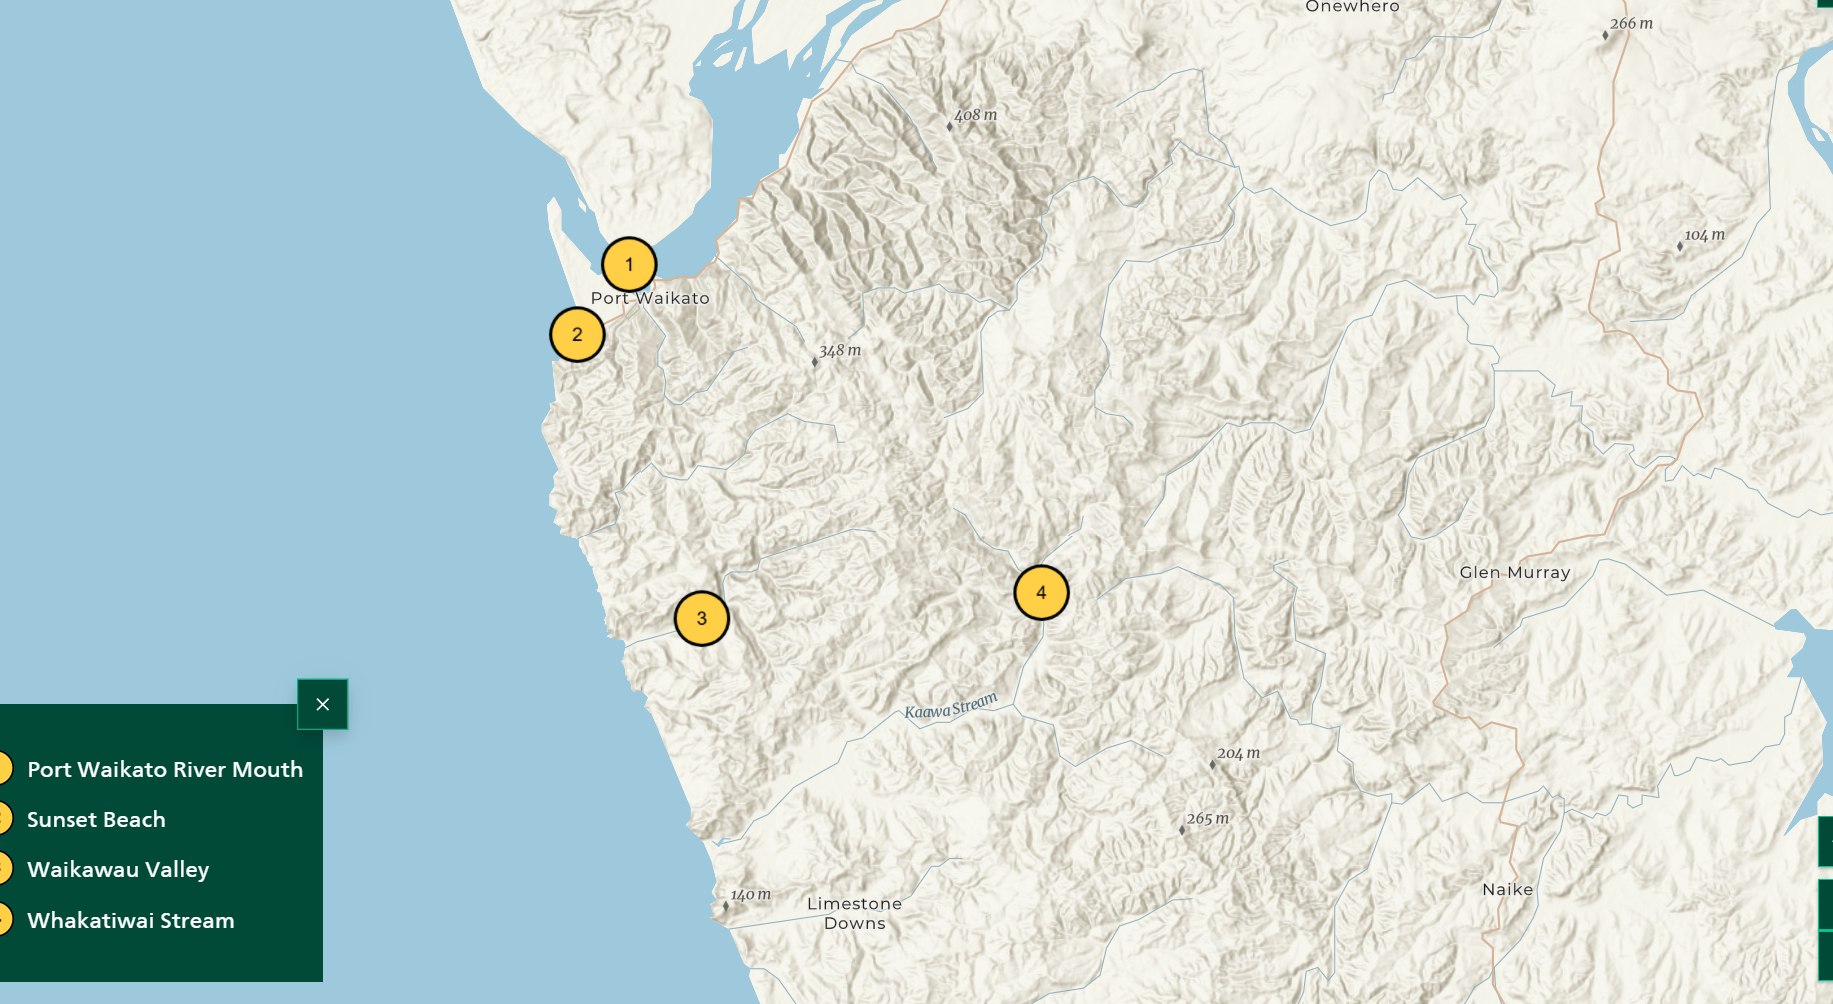 Onewhero
266 m
408 m
104 m
1
Port Waikato
2
348 m
Glen Murray
4
3
Kaawa Stream
204 m
265 m
140 m
Limestone
Downs
Naike
×
Port Waikato River Mouth
Sunset Beach
Waikawau Valley
Whakatiwai Stream